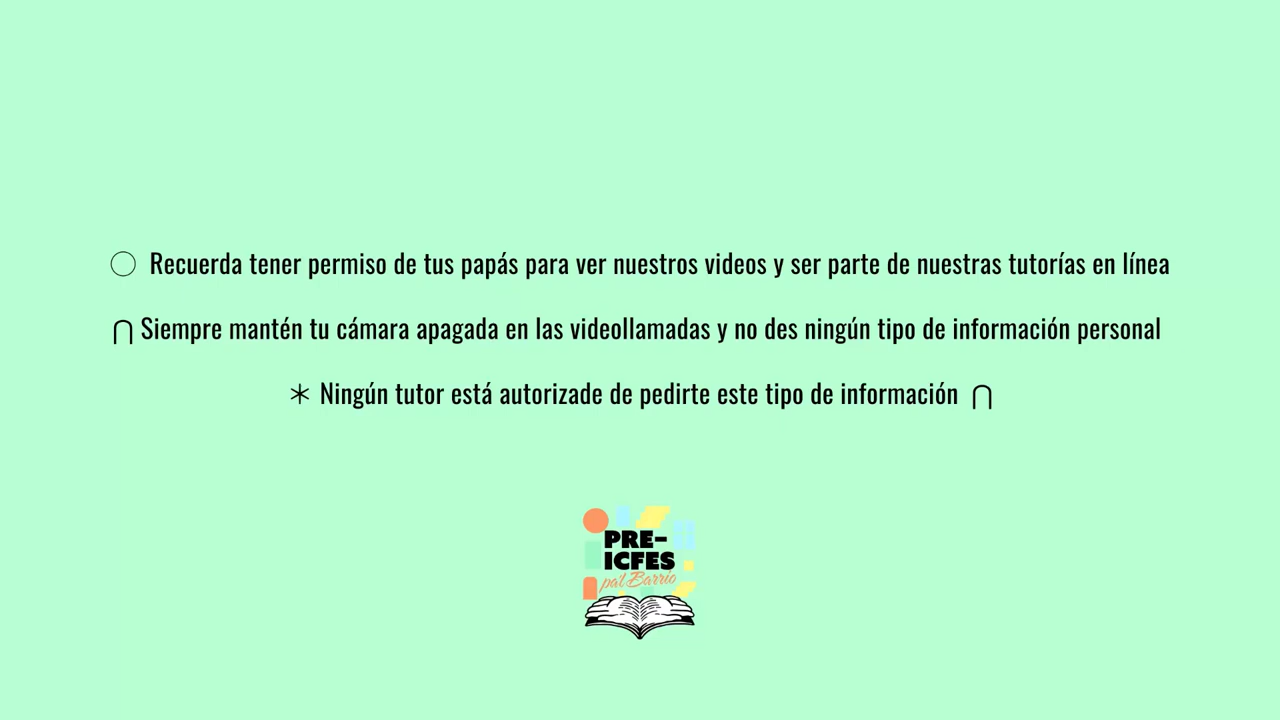 Recuerda tener permiso de tus papás para ver nuestros videos y ser parte de nuestras tutorías en línea
Siempre mantén tu cámara apagada en las videollamadas y no des ningún tipo de información personal
Ningún tutor está autorizade de pedirte este tipo de información
PRE-
ICFES
pa'l Barrio